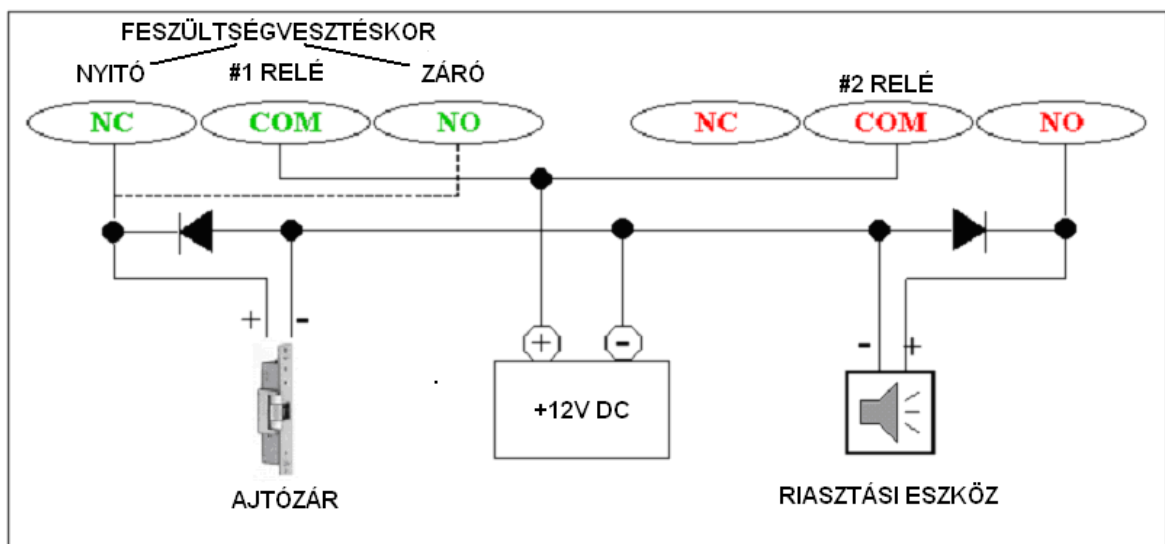 FESZÜLTSÉGVESZTÉSKOR
NYITÓ #1 RELÉ ZÁRÓ
#2 RELÉ
NC COM NO NC COM NO
+ -
+ -
- +
+12V DC
AJTÓZÁR
RIASZTÁSI ESZKÖZ